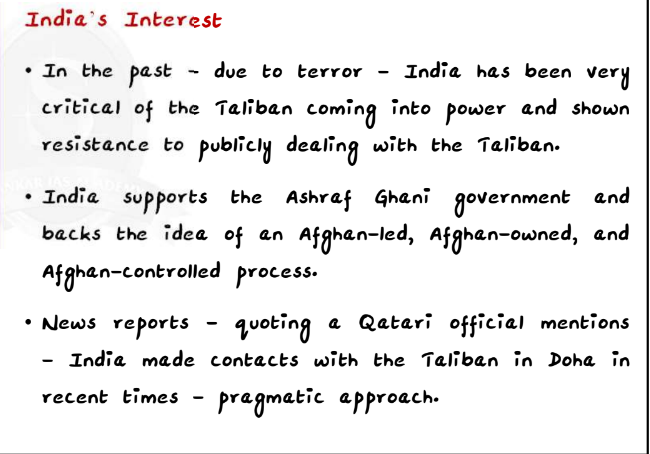 India's Interest
• In the past - due to terror - India has been very
critical of the Taliban coming into power and shown
resistance to publicly dealing with the Taliban.
• India supports the Ashraf Ghani government and
backs the idea of an Afghan-led, Afghan-owned, and
Afghan-controlled process.
• News reports - quoting a Qatari official mentions
- India made contacts with the Taliban in Doha in
recent times - pragmatic approach.